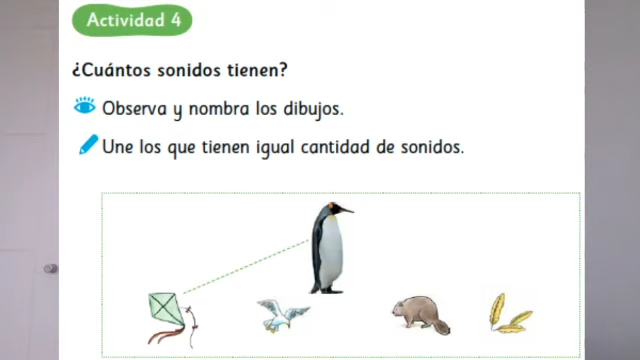 Actividad 4
¿Cuántos sonidos tienen?
Observa y nombra los dibujos.
Une los que tienen igual cantidad de sonidos.